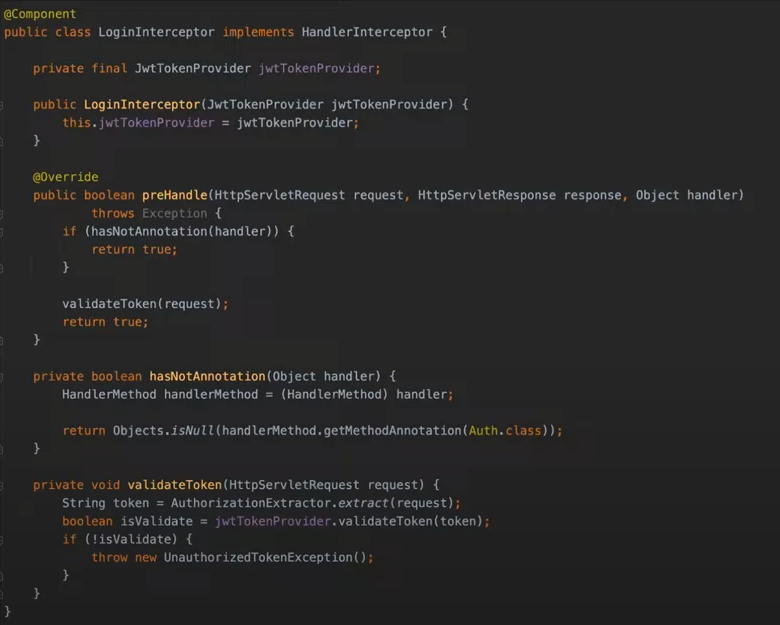 @Component
public class LoginInterceptor implements HandlerInterceptor {
private final JwtTokenProvider jwtTokenProvider;
public LoginInterceptor(JwtTokenProvider jwtTokenProvider) {
this.jwtTokenProvider = jwtTokenProvider;
}
@Override
public boolean preHandle(HttpServletRequest request, HttpServletResponse response, Object handler)
throws Exception {
if (hasNotAnnotation(handler)) {
return true;
}
validateToken(request);
return true;
}
private boolean hasNotAnnotation(Object handler) {
HandlerMethod handlerMethod = (HandlerMethod) handler;
return Objects.isNull(handlerMethod.getMethodAnnotation(Auth.class));
}
private void validateToken(HttpServletRequest request) {
String token = AuthorizationExtractor.extract(request);
boolean isValidate = jwtTokenProvider.validateToken(token);
if (!isValidate) {
throw new UnauthorizedTokenException();
}
}
}